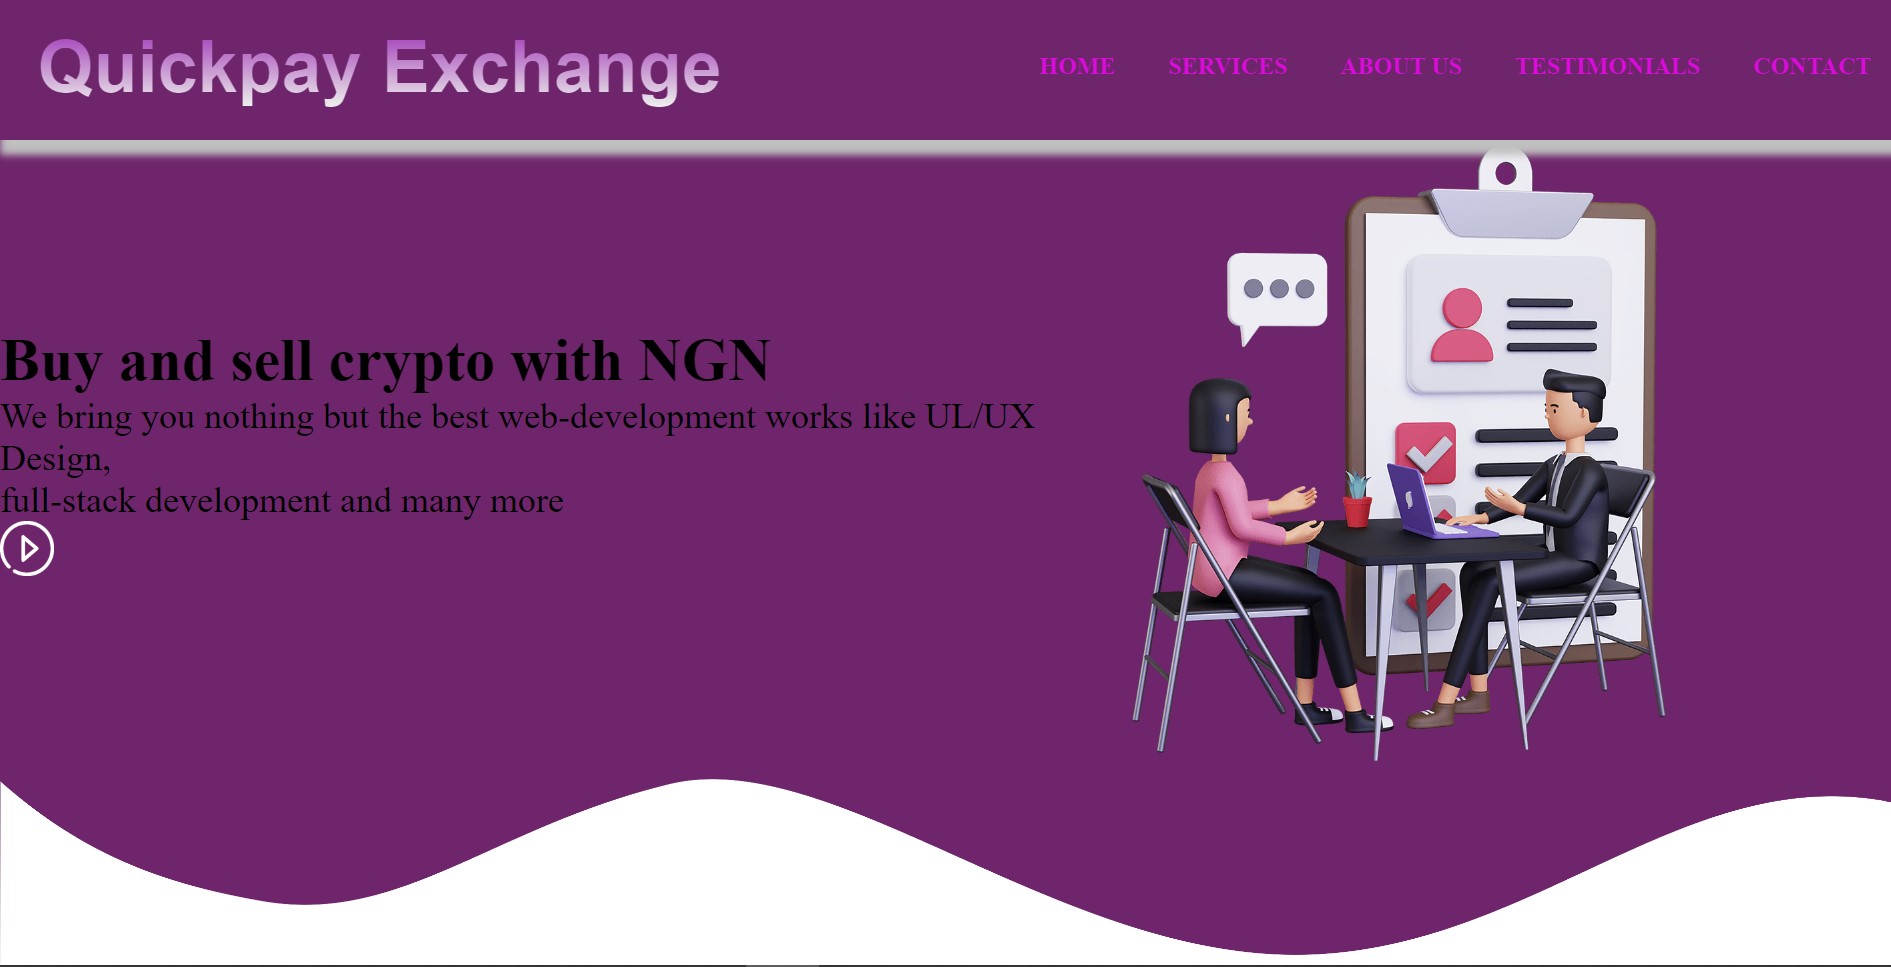 Quickpay Exchange
HOME SERVICES ABOUT US TESTIMONIALS CONTACT
Buy and sell crypto with NGN
We bring you nothing but the best web-development works like UL/UX
Design,
full-stack development and many more